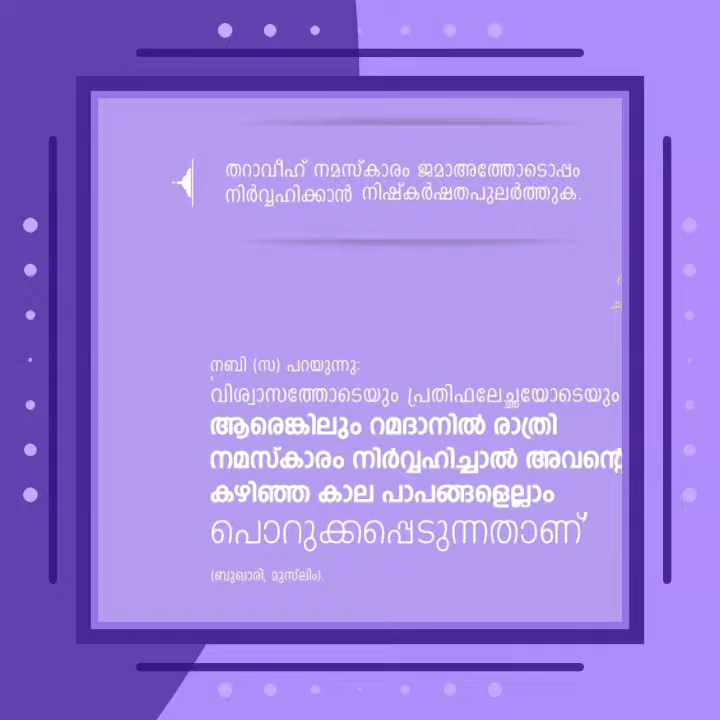 തറാവീഹ് നമസ്കാരം ജമാഅത്തോടൊപ്പം
നിർവ്വഹിക്കാൻ നിഷ്കർഷതപുലർത്തുക.
നബി (സ) പറയുന്നു:
'വിശ്വാസത്തോടെയും പ്രതിഫലേച്ഛയോടെയും
ആരെങ്കിലും റമദാനിൽ രാത്രി
നമസ്കാരം നിർവ്വഹിച്ചാൽ അവന്റെ
കഴിഞ്ഞ കാല പാപങ്ങളെല്ലാം
പൊറുക്കപ്പെടുന്നതാണ്'
(ബുഖാരി, മുസ്‌ലിം).